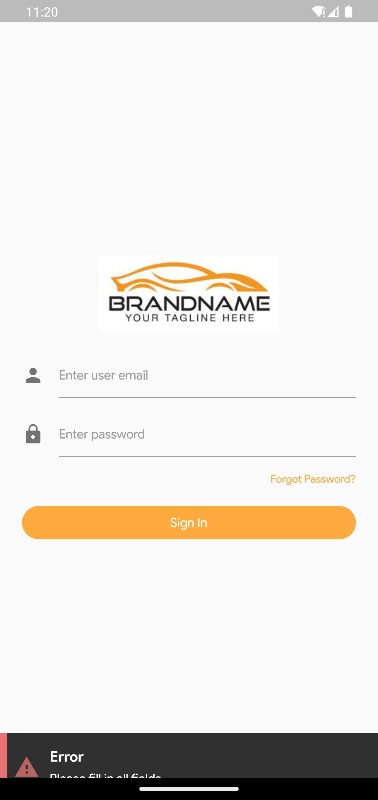 11:20
BRANDNAME
YOUR TAGLINE HERE
Enter user email
Enter password
Forgot Password?
Sign In
Error
Please fill in all fields